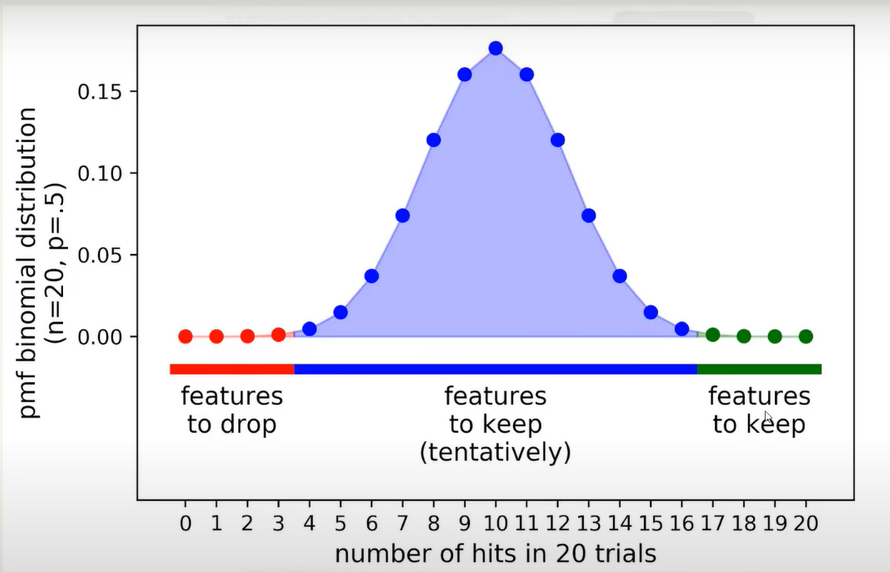 pmf binomial distribution
(n=20, p=.5)
0.15
0.10
0.05
0.00
features
to drop
features
to keep
(tentatively)
features
to keep
0 1 2 3 4 5 6 7 8 9 10 11 12 13 14 15 16 17 18 19 20
number of hits in 20 trials